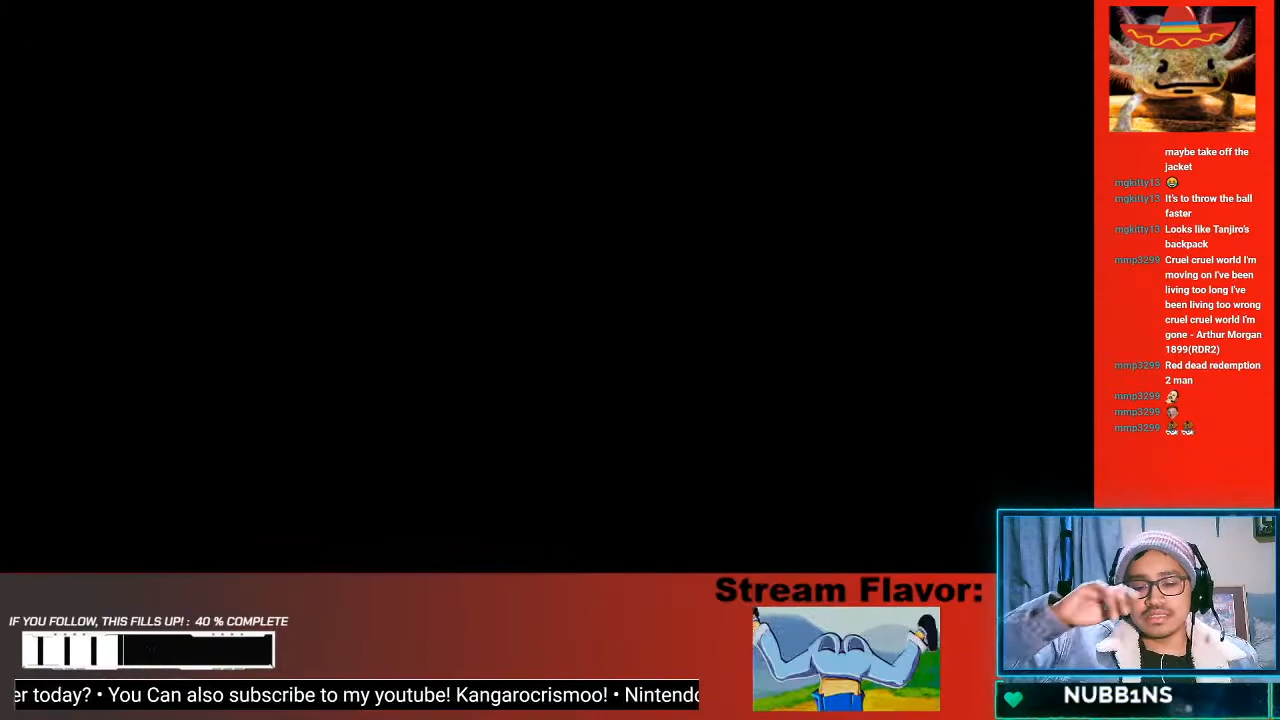 maybe take off the
jacket
mgkitty13
mgkitty13 It's to throw the ball
faster
mgkitty13 Looks like Tanjiro's
backpack
mmp3299 Cruel cruel world I'm
moving on I've been
living too long I've
been living too wrong
cruel cruel world I'm
gone - Arthur Morgan
1899(RDR2)
mmp3299 Red dead redemption
2 man
mmp3299
mmp3299
mmp3299
Stream Flavor:
IF YOU FOLLOW, THIS FILLS UP! : 40 % COMPLETE
er today? • You Can also subscribe to my youtube! Kangarocrismoo! • Nintendo
NUBB1NS